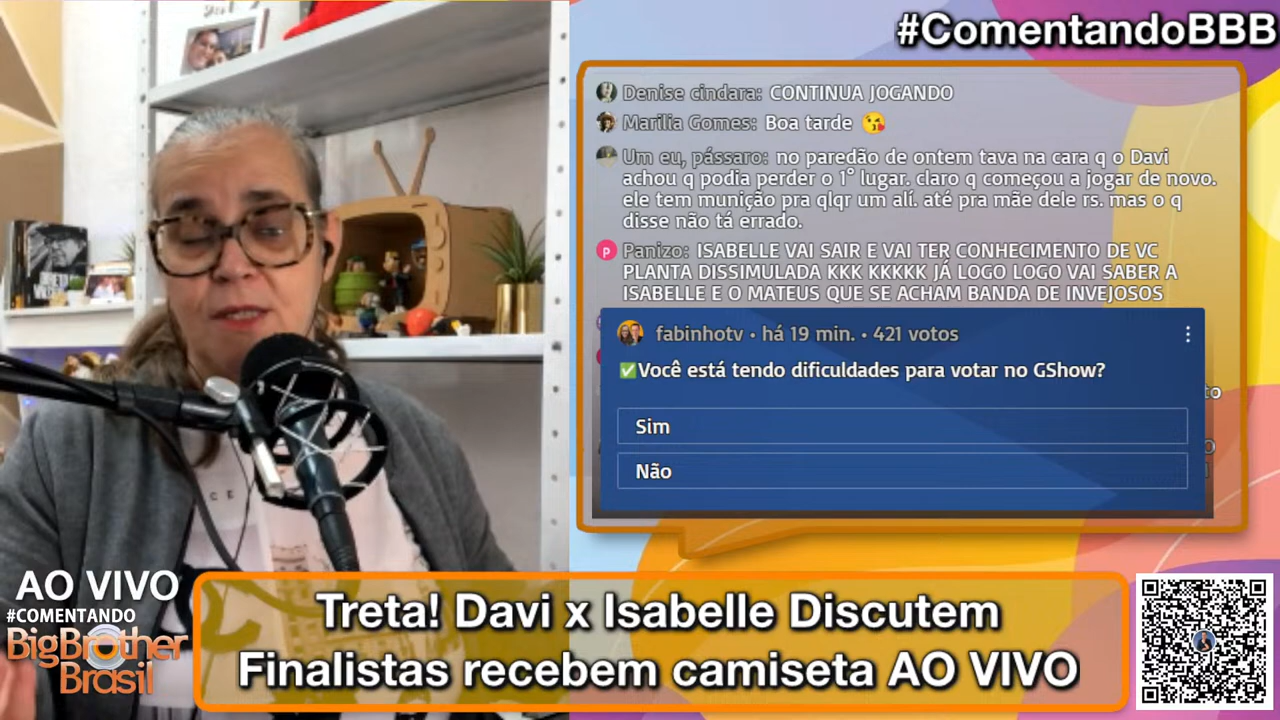 #ComentandoBBB
Denise cindara: CONTINUA JOGANDO
Marilia Gomes: Boa tarde 😘
Um eu, pássaro: no paredão de ontem tava na cara q o Davi
achou q podia perder o 1° lugar. claro q começou a jogar de novo.
ele tem munição pra qlqr um alí. até pra mãe dele rs. mas o q
disse não tá errado.
P Panizo: ISABELLE VAI SAIR E VAI TER CONHECIMENTO DE VC
PLANTA DISSIMULADA KKK KKKKK JÁ LOGO LOGO VAI SABER A
ISABELLE E O MATEUS QUE SE ACHAM BANDA DE INVEJOSOS
fabinhotv • há 19 min. • 421 votos
✅Você está tendo dificuldades para votar no GShow?
to
Sim
Não
AO VIVO
#COMENTANDO
BigBrother
Brasil
Treta! Davi x Isabelle Discutem
Finalistas recebem camiseta AO VIVO